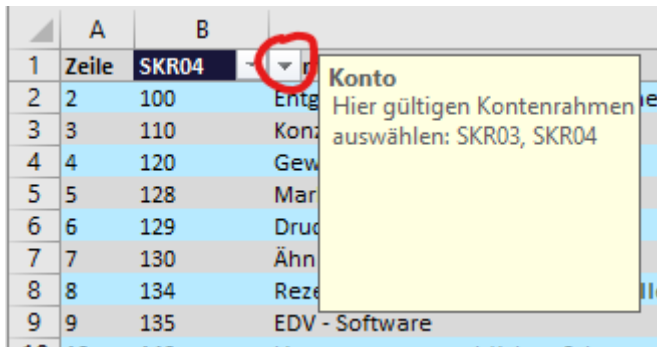 A B
1 Zeile SKR04
2 2 100 Entg
3 3 110 Konz
4 4 120 Gew
5 5 128 Mar
6 6 129 Druc
7 7 130 Ähn
8 8 134 Reze
9 9 135 EDV - Software
Konto
Hier gültigen Kontenrahmen
auswählen: SKR03, SKR04